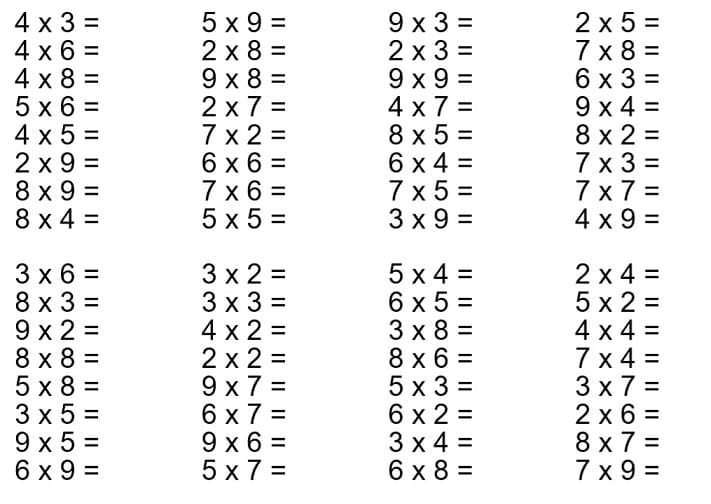 4 x 3 = 5 x 9 = 9 x 3 = 2 x 5 =
4 x 6 = 2 x 8 = 2 x 3 = 7 x 8 =
4 x 8 = 9 x 8 = 9 x 9 = 6 x 3 =
5 x 6 = 2 x 7 = 4 x 7 = 9 x 4 =
4 x 5 = 7 x 2 = 8 x 5 = 8 x 2 =
2 x 9 = 6 x 6 = 6 x 4 = 7 x 3 =
8 x 9 = 7 x 6 = 7 x 5 = 7 x 7 =
8 x 4 = 5 x 5 = 3 x 9 = 4 x 9 =
3 x 6 = 3 x 2 = 5 x 4 = 2 x 4 =
8 x 3 = 3 x 3 = 6 x 5 = 5 x 2 =
9 x 2 = 4 x 2 = 3 x 8 = 4 x 4 =
8 x 8 = 2 x 2 = 8 x 6 = 7 x 4 =
5 x 8 = 9 x 7 = 5 x 3 = 3 x 7 =
3 x 5 = 6 x 7 = 6 x 2 = 2 x 6 =
9 x 5 = 9 x 6 = 3 x 4 = 8 x 7 =
6 x 9 = 5 x 7 = 6 x 8 = 7 x 9 =